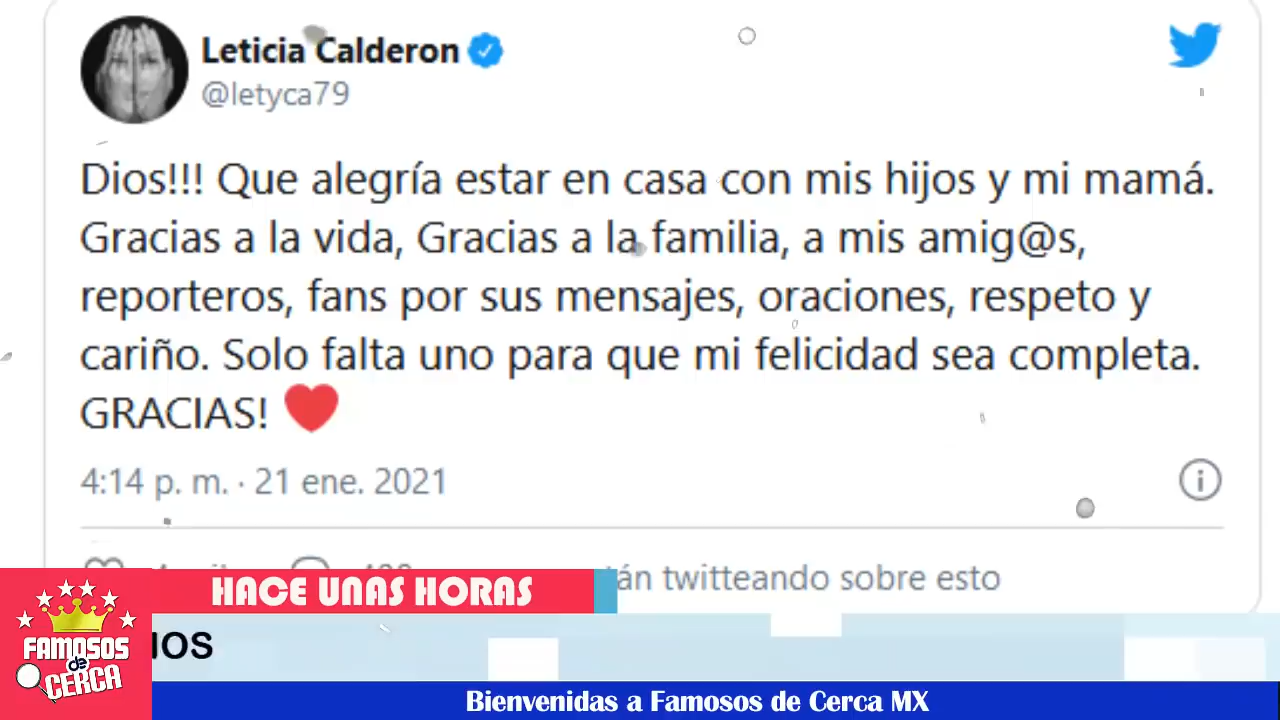 Leticia Calderon
@letyca79
Dios!!! Que alegría estar en casa con mis hijos y mi mamá.
Gracias a la vida, Gracias a la familia, a mis amig@s,
reporteros, fans por sus mensajes, oraciones, respeto y
cariño. Solo falta uno para que mi felicidad sea completa.
GRACIAS! ❤
4:14 p. m. · 21 ene. 2021
twitteando sobre esto
HACE UNAS HORAS
FAMOSOS
de
CERCA
Bienvenidas a Famosos de Cerca MX